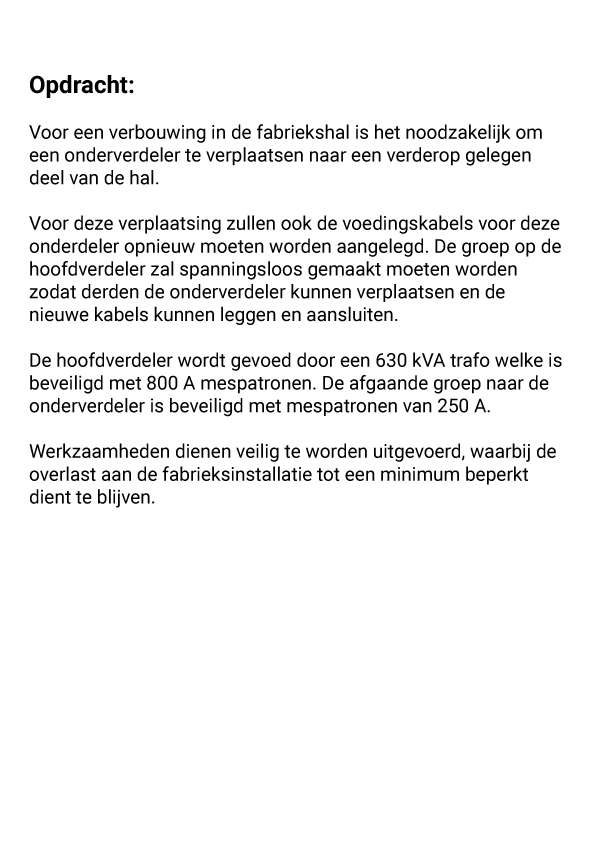 Opdracht:
Voor een verbouwing in de fabriekshal is het noodzakelijk om
een onderverdeler te verplaatsen naar een verderop gelegen
deel van de hal.
Voor deze verplaatsing zullen ook de voedingskabels voor deze
onderdeler opnieuw moeten worden aangelegd. De groep op de
hoofdverdeler zal spanningsloos gemaakt moeten worden
zodat derden de onderverdeler kunnen verplaatsen en de
nieuwe kabels kunnen leggen en aansluiten.
De hoofdverdeler wordt gevoed door een 630 kVA trafo welke is
beveiligd met 800 A mespatronen. De afgaande groep naar de
onderverdeler is beveiligd met mespatronen van 250 A.
Werkzaamheden dienen veilig te worden uitgevoerd, waarbij de
overlast aan de fabrieksinstallatie tot een minimum beperkt
dient te blijven.